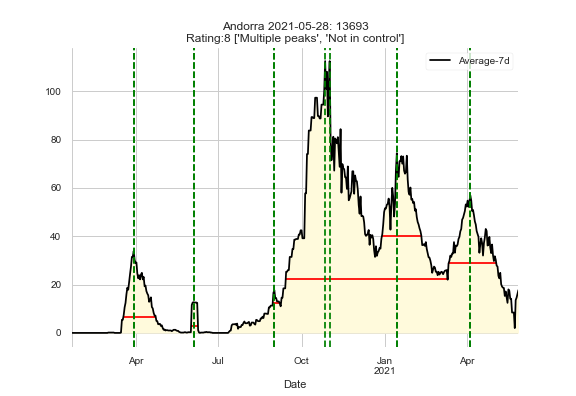 Andorra 2021-05-28: 13693
Rating:8 ['Multiple peaks', 'Not in control']
Average-7d
100
80
60
40
20
0
Apr Jul Oct Jan Apr
2021
Date